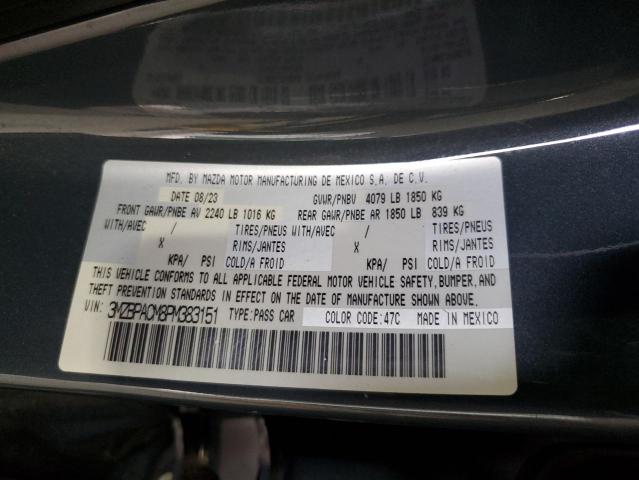 MFD. BY MAZDA MOTOR MANUFACTURING DE MEXICO S.A. DE C.V.
DATE 08/23 GVWR/PNBV 4079 LB 1850 KG
FRONT GAWR/PNBE AV 2240 LB 1016 KG REAR GAWR/PNBE AR 1850 LB 839 KG
WITH/AVEC / TIRES/PNEUS WITH/AVEC / TIRES/PNEUS
X RIMS/JANTES X RIMS/JANTES
KPA/ PSI COLD/A FROID KPA/ PSI COLD/A FROID
THIS VEHICLE CONFORMS TO ALL APPLICABLE FEDERAL MOTOR VEHICLE SAFETY, BUMPER, AND
THEFT PREVENTION STANDARDS IN EFFECT ON THE DATE OF MANUFACTURE SHOWN ABOVE.
VIN: 3MZBPACM8PM383151 TYPE:PASS CAR COLOR CODE:47C MADE IN MEXICO